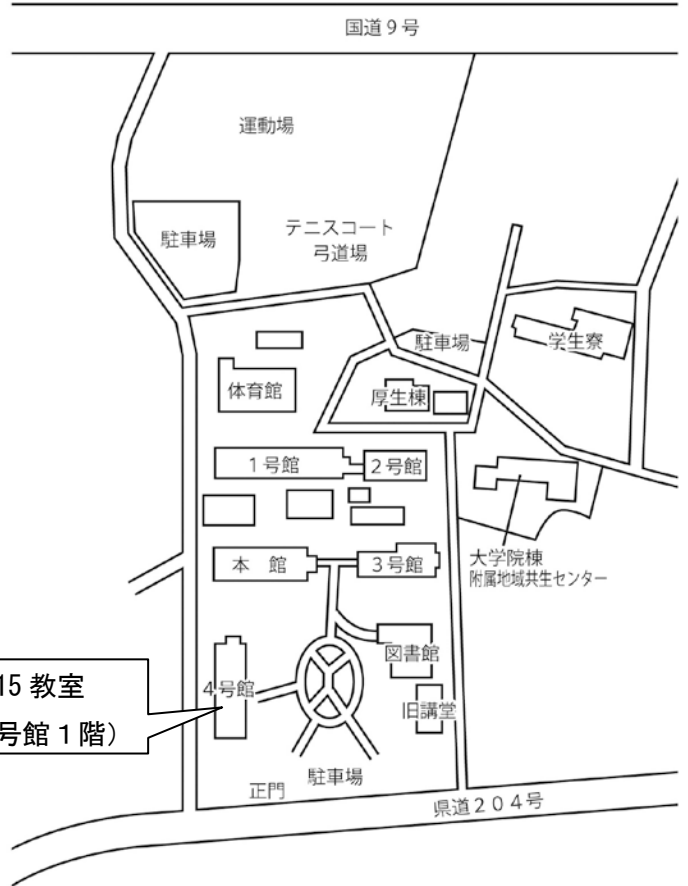 国道９号
運動場
テニスコート
弓道場
駐車場
駐車場
学生寮
体育館
厚生棟
１号館
２号館
本　館
３号館
大学院棟
附属地域共生センター
図書館
15 教室
号館 1 階）
４号館
旧講堂
駐車場
正門
県道２０４号